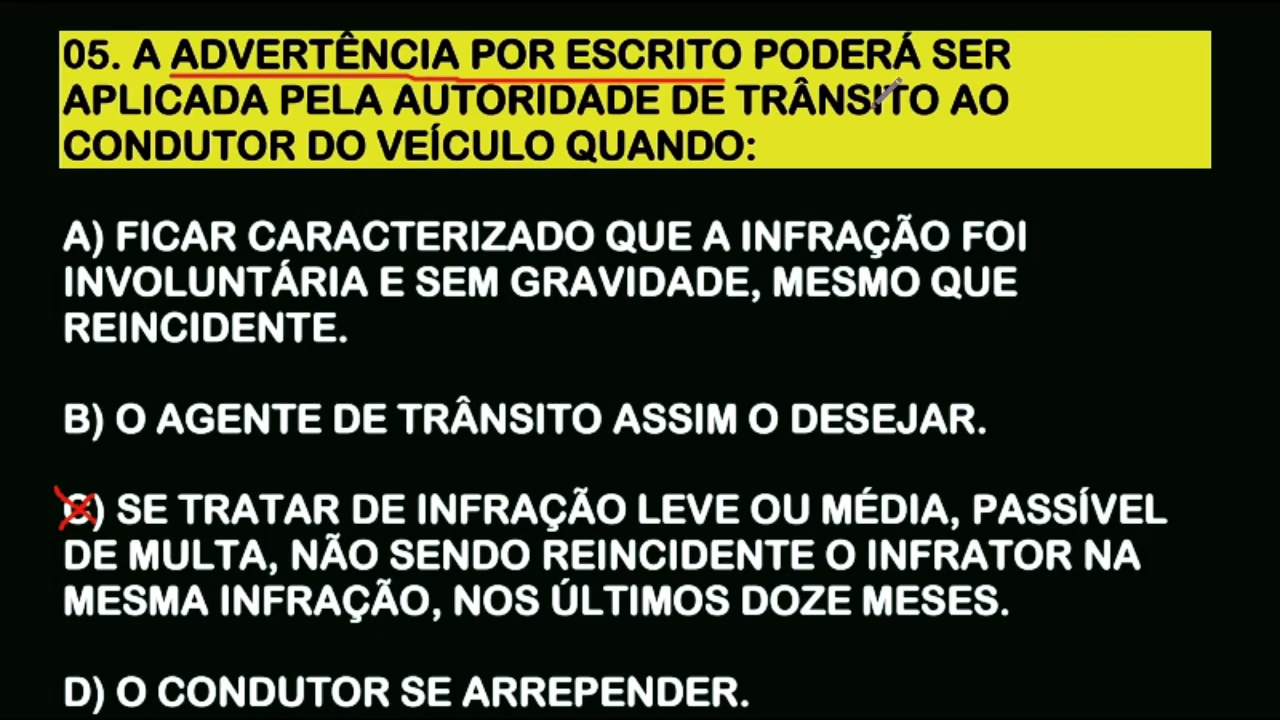 05. A ADVERTÊNCIA POR ESCRITO PODERÁ SER
APLICADA PELA AUTORIDADE DE TRÂNSITO AO
CONDUTOR DO VEÍCULO QUANDO:
A) FICAR CARACTERIZADO QUE A INFRAÇÃO FOI
INVOLUNTÁRIA E SEM GRAVIDADE, MESMO QUE
REINCIDENTE.
B) O AGENTE DE TRÂNSITO ASSIM O DESEJAR.
C) SE TRATAR DE INFRAÇÃO LEVE OU MÉDIA, PASSÍVEL
DE MULTA, NÃO SENDO REINCIDENTE O INFRATOR NA
MESMA INFRAÇÃO, NOS ÚLTIMOS DOZE MESES.
D) O CONDUTOR SE ARREPENDER.